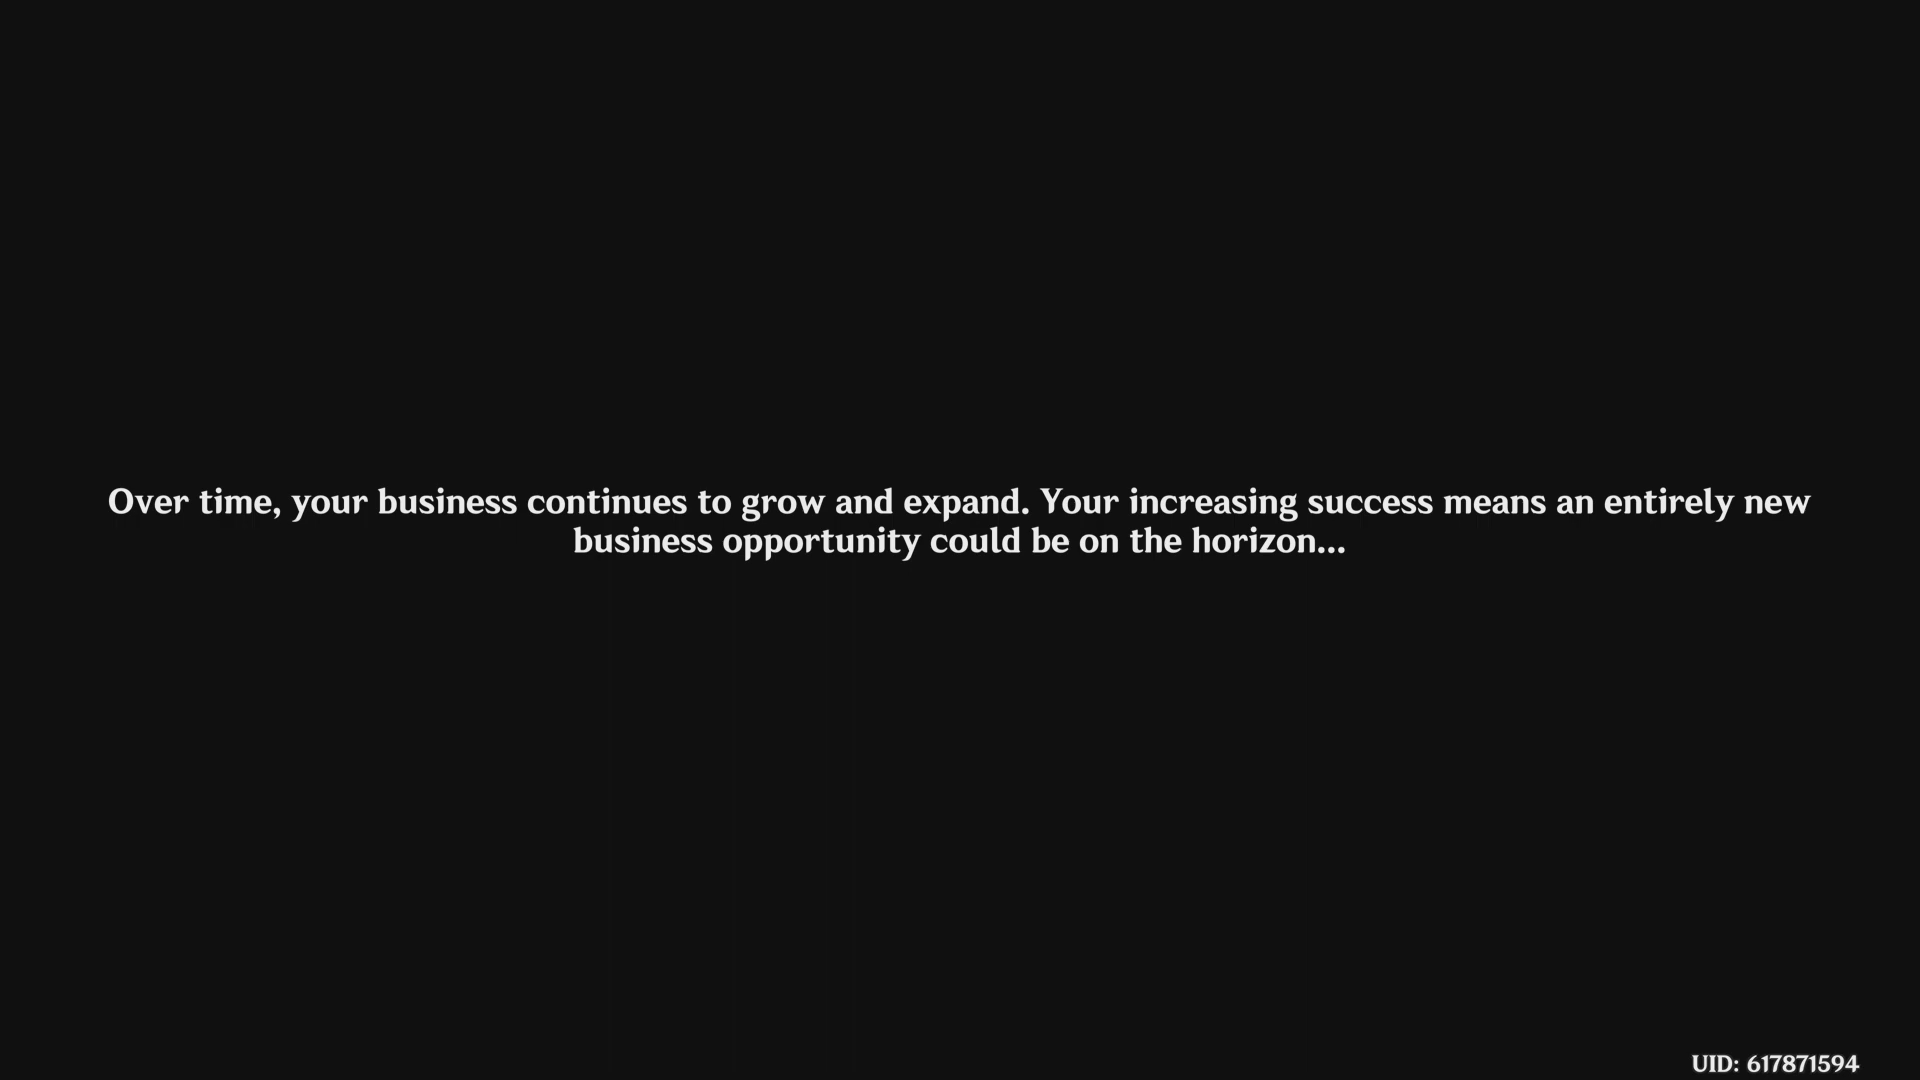 Over time, your business continues to grow and expand. Your increasing success means an entirely new
business opportunity could be on the horizon...
UID: 617871594